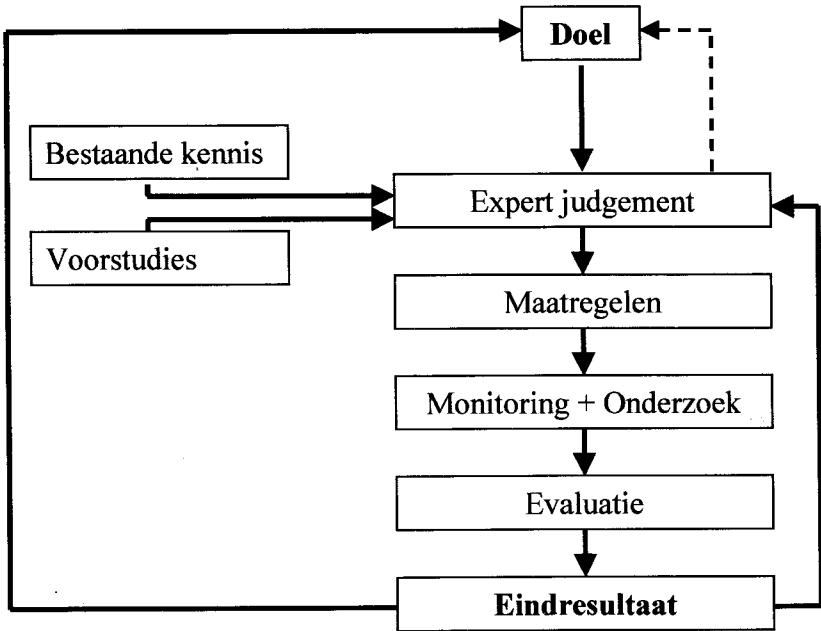 Doel
Bestaande kennis
Expert judgement
Voorstudies
Maatregelen
Monitoring + Onderzoek
Evaluatie
Eindresultaat